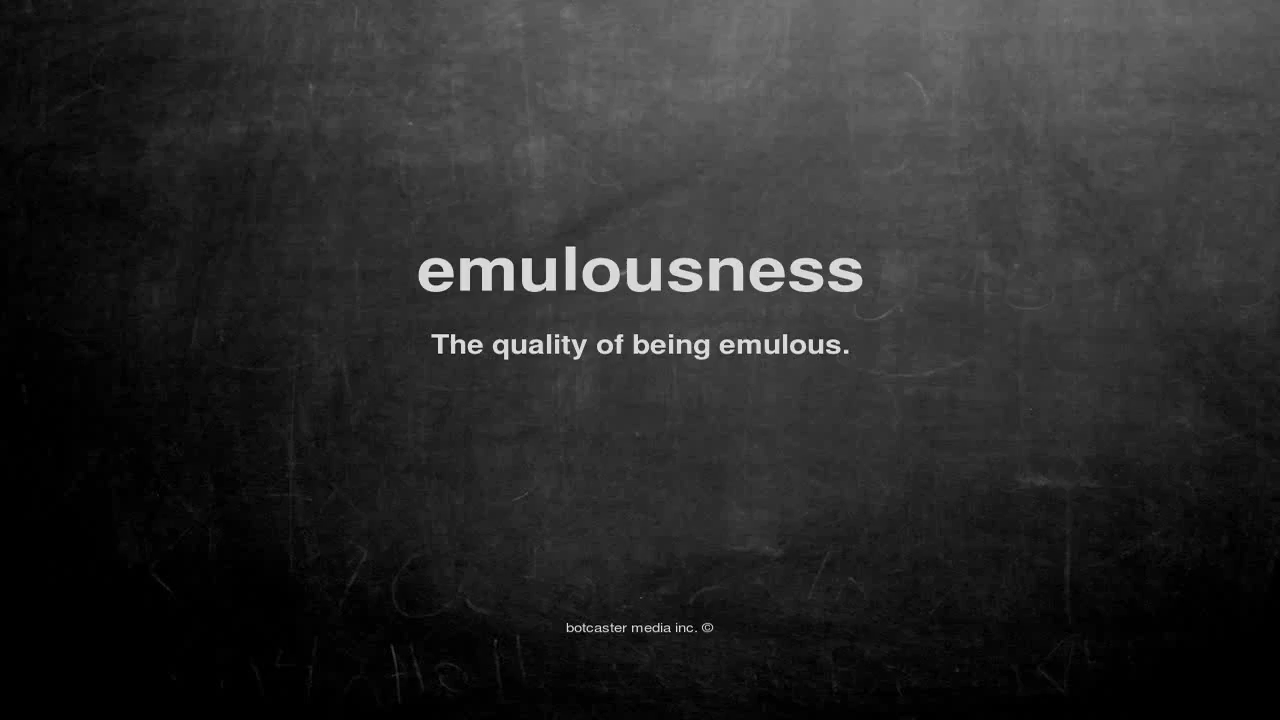 emulousness
The quality of being emulous.
botcaster media inc. ©